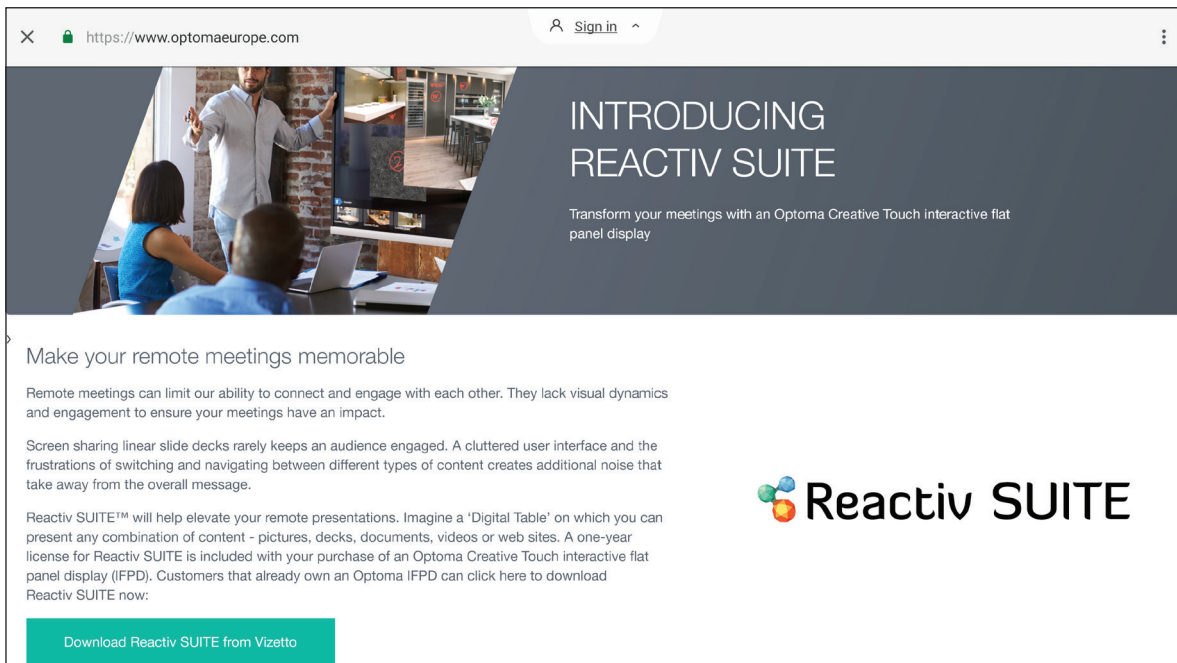 Sign in
https://www.optomaeurope.com
INTRODUCING
REACTIV SUITE
Transform your meetings with an Optoma Creative Touch interactive flat
panel display
Make your remote meetings memorable
Remote meetings can limit our ability to connect and engage with each other. They lack visual dynamics
and engagement to ensure your meetings have an impact.
Screen sharing linear slide decks rarely keeps an audience engaged. A cluttered user interface and the
frustrations of switching and navigating between different types of content creates additional noise that
take away from the overall message.
Reactiv SUITE™ will help elevate your remote presentations. Imagine a ‘Digital Table’ on which you can
present any combination of content - pictures, decks, documents, videos or web sites. A one-year
license for Reactiv SUITE is included with your purchase of an Optoma Creative Touch interactive flat
panel display (IFPD). Customers that already own an Optoma IFPD can click here to download
Reactiv SUITE now:
Download Reactiv SUITE from Vizetto
Reactiv SUITE